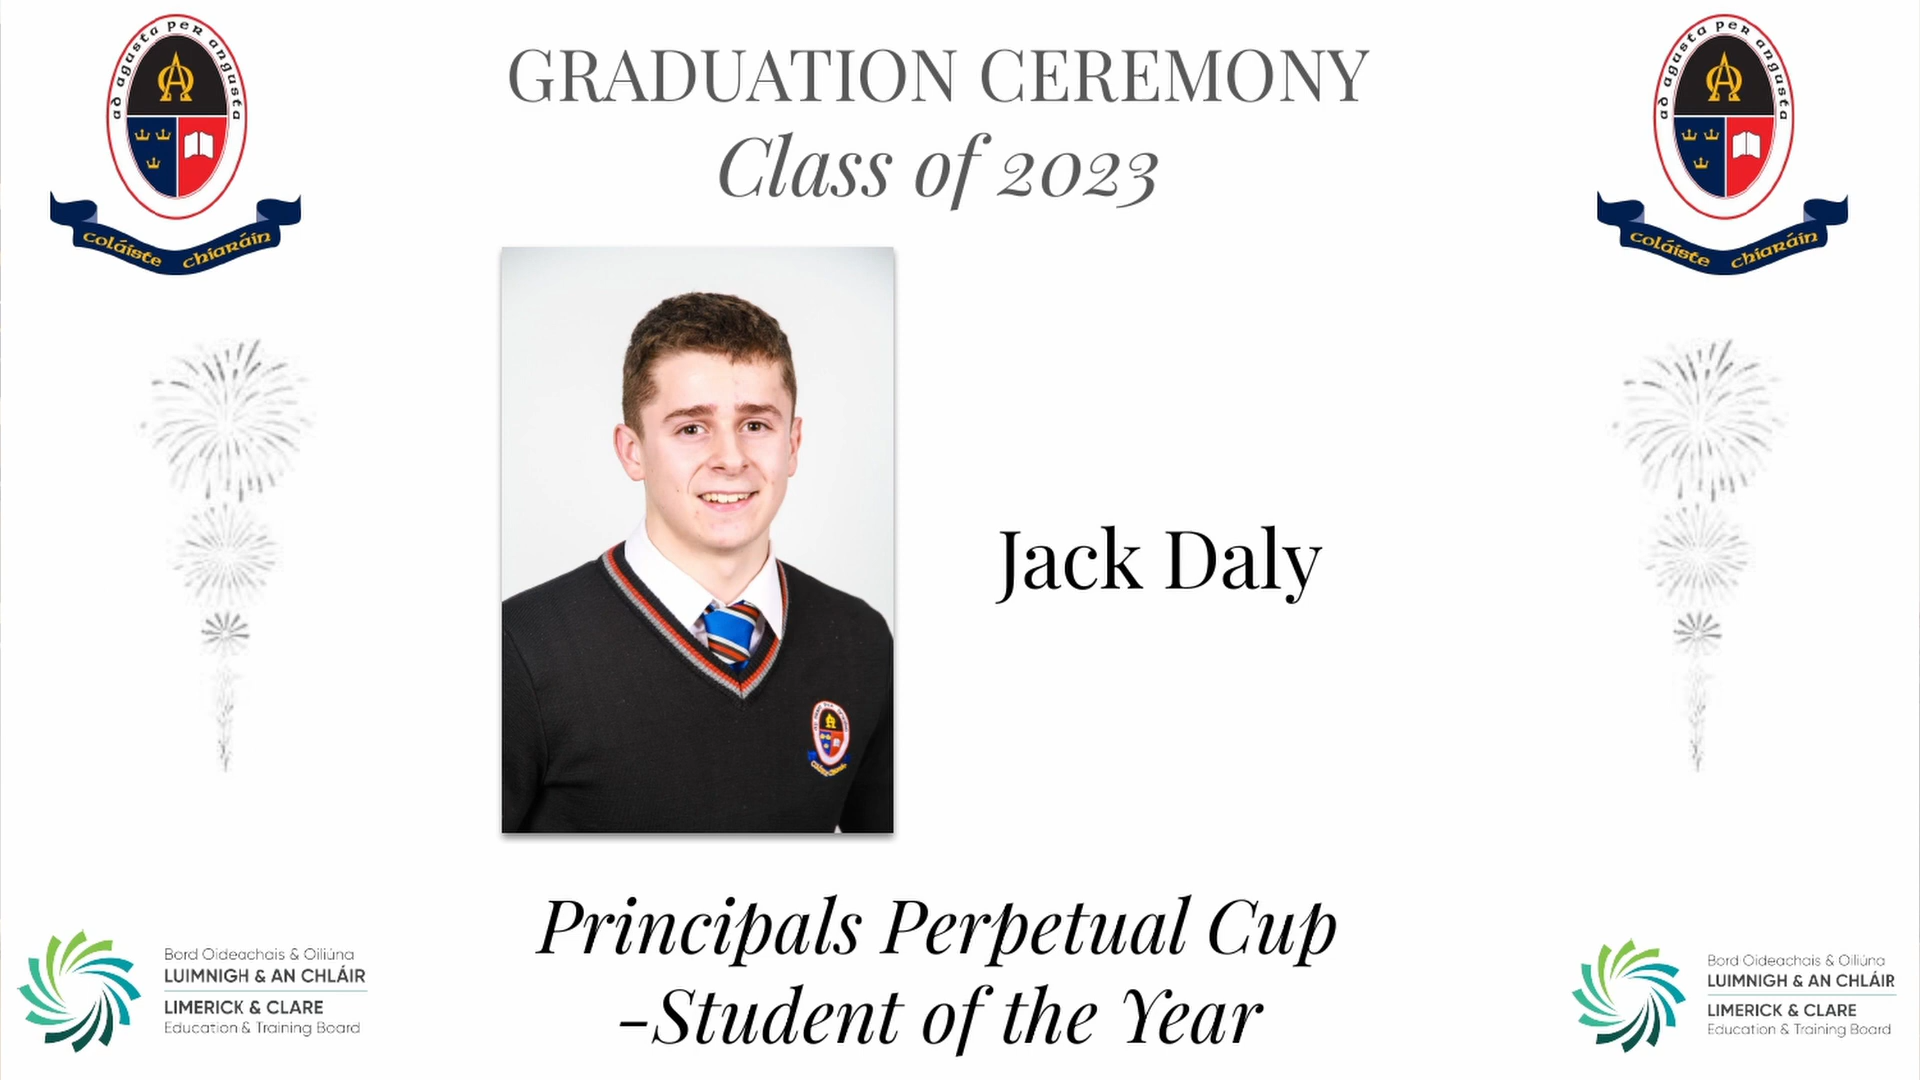 ad agusta per angusta
coláiste chiaráin
GRADUATION CEREMONY
Class of 2023
ad agusta per angusta
coláiste chiaráin
Jack Daly
Principals Perpetual Cup
-Student of the Year
Bord Oideachais & Oiliúna
LUIMNIGH & AN CHLÁIR
LIMERICK & CLARE
Education & Training Board
Bord Oideachais & Oiliúna
LUIMNIGH & AN CHLÁIR
LIMERICK & CLARE
Education & Training Board